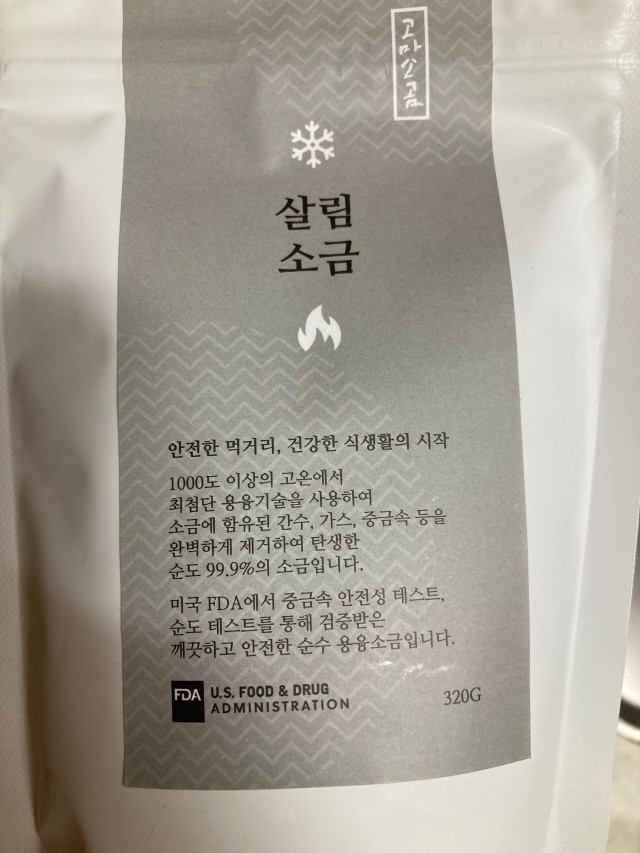 고마소금
살림
소금
안전한 먹거리, 건강한 식생활의 시작
1000도 이상의 고온에서
최첨단 용융기술을 사용하여
소금에 함유된 간수, 가스, 중금속 등을
완벽하게 제거하여 탄생한
순도 99.9%의 소금입니다.
미국 FDA에서 중금속 안전성 테스트,
순도 테스트를 통해 검증받은
깨끗하고 안전한 순수 용융소금입니다.
FDA U.S. FOOD & DRUG
ADMINISTRATION
320G